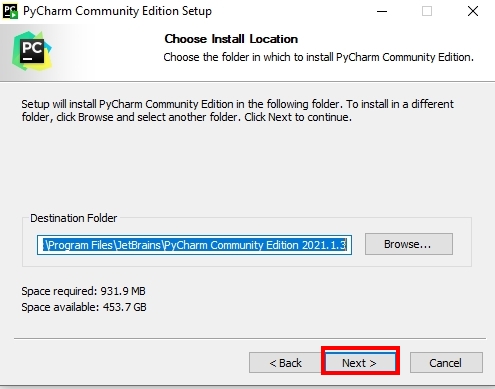 PyCharm Community Edition Setup
PC
Choose Install Location
Choose the folder in which to install PyCharm Community Edition.
Setup will install PyCharm Community Edition in the following folder. To install in a different
folder, click Browse and select another folder. Click Next to continue.
Destination Folder
:\Program Files\JetBrains\PyCharm Community Edition 2021.1.3
Browse...
Space required: 931.9 MB
Space available: 453.7 GB
< Back
Next >
Cancel